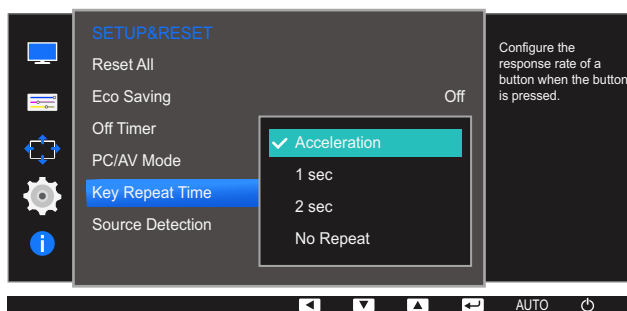 SETUP&RESET
Reset All
Eco Saving Off
Off Timer
PC/AV Mode
Key Repeat Time
Source Detection
Acceleration
1 sec
2 sec
No Repeat
Configure the
response rate of a
button when the button
is pressed.
AUTO